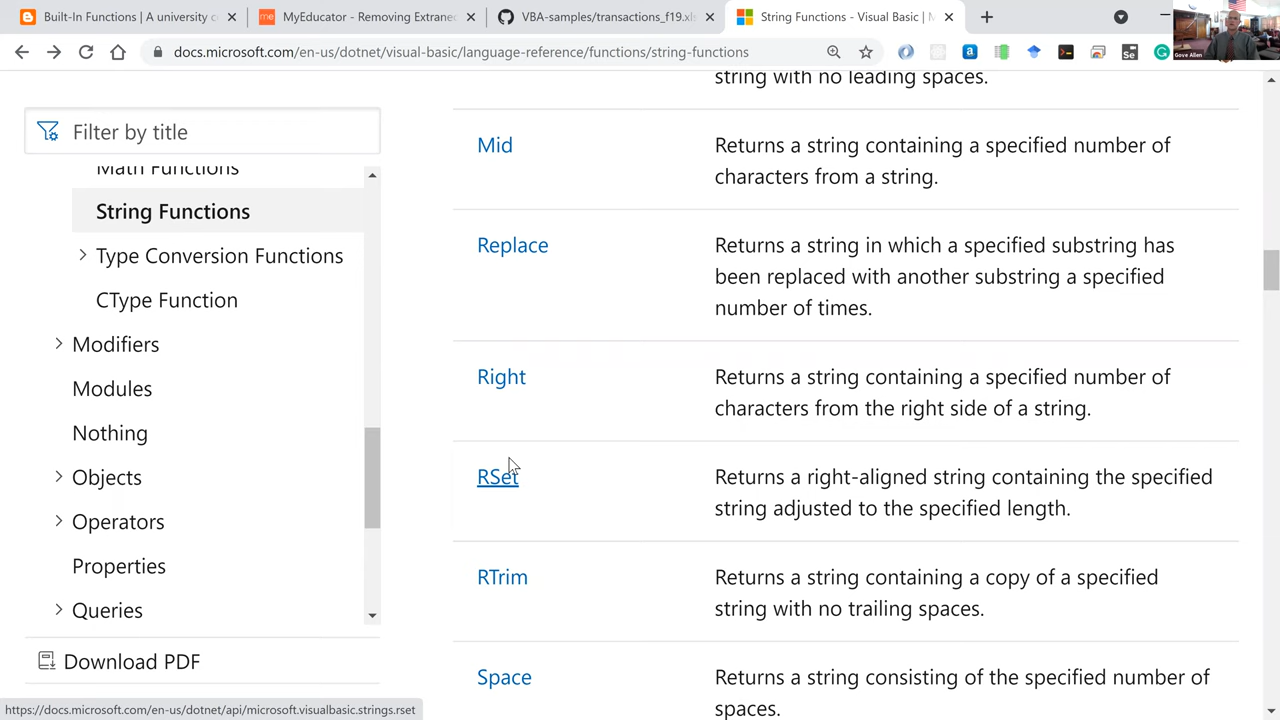 Built-In Functions | A university c
MyEducator - Removing Extranec
VBA-samples/transactions_f19.xls
String Functions - Visual Basic | M
docs.microsoft.com/en-us/dotnet/visual-basic/language-reference/functions/string-functions
Gove Allen
Filter by title
Math Functions
String Functions
Type Conversion Functions
CType Function
Modifiers
Modules
Nothing
Objects
Operators
Properties
Queries
Download PDF
string with no leading spaces.
Mid
Returns a string containing a specified number of
characters from a string.
Replace
Returns a string in which a specified substring has
been replaced with another substring a specified
number of times.
Right
Returns a string containing a specified number of
characters from the right side of a string.
RSet
Returns a right-aligned string containing the specified
string adjusted to the specified length.
RTrim
Returns a string containing a copy of a specified
string with no trailing spaces.
Space
Returns a string consisting of the specified number of
spaces.
https://docs.microsoft.com/en-us/dotnet/api/microsoft.visualbasic.strings.rset